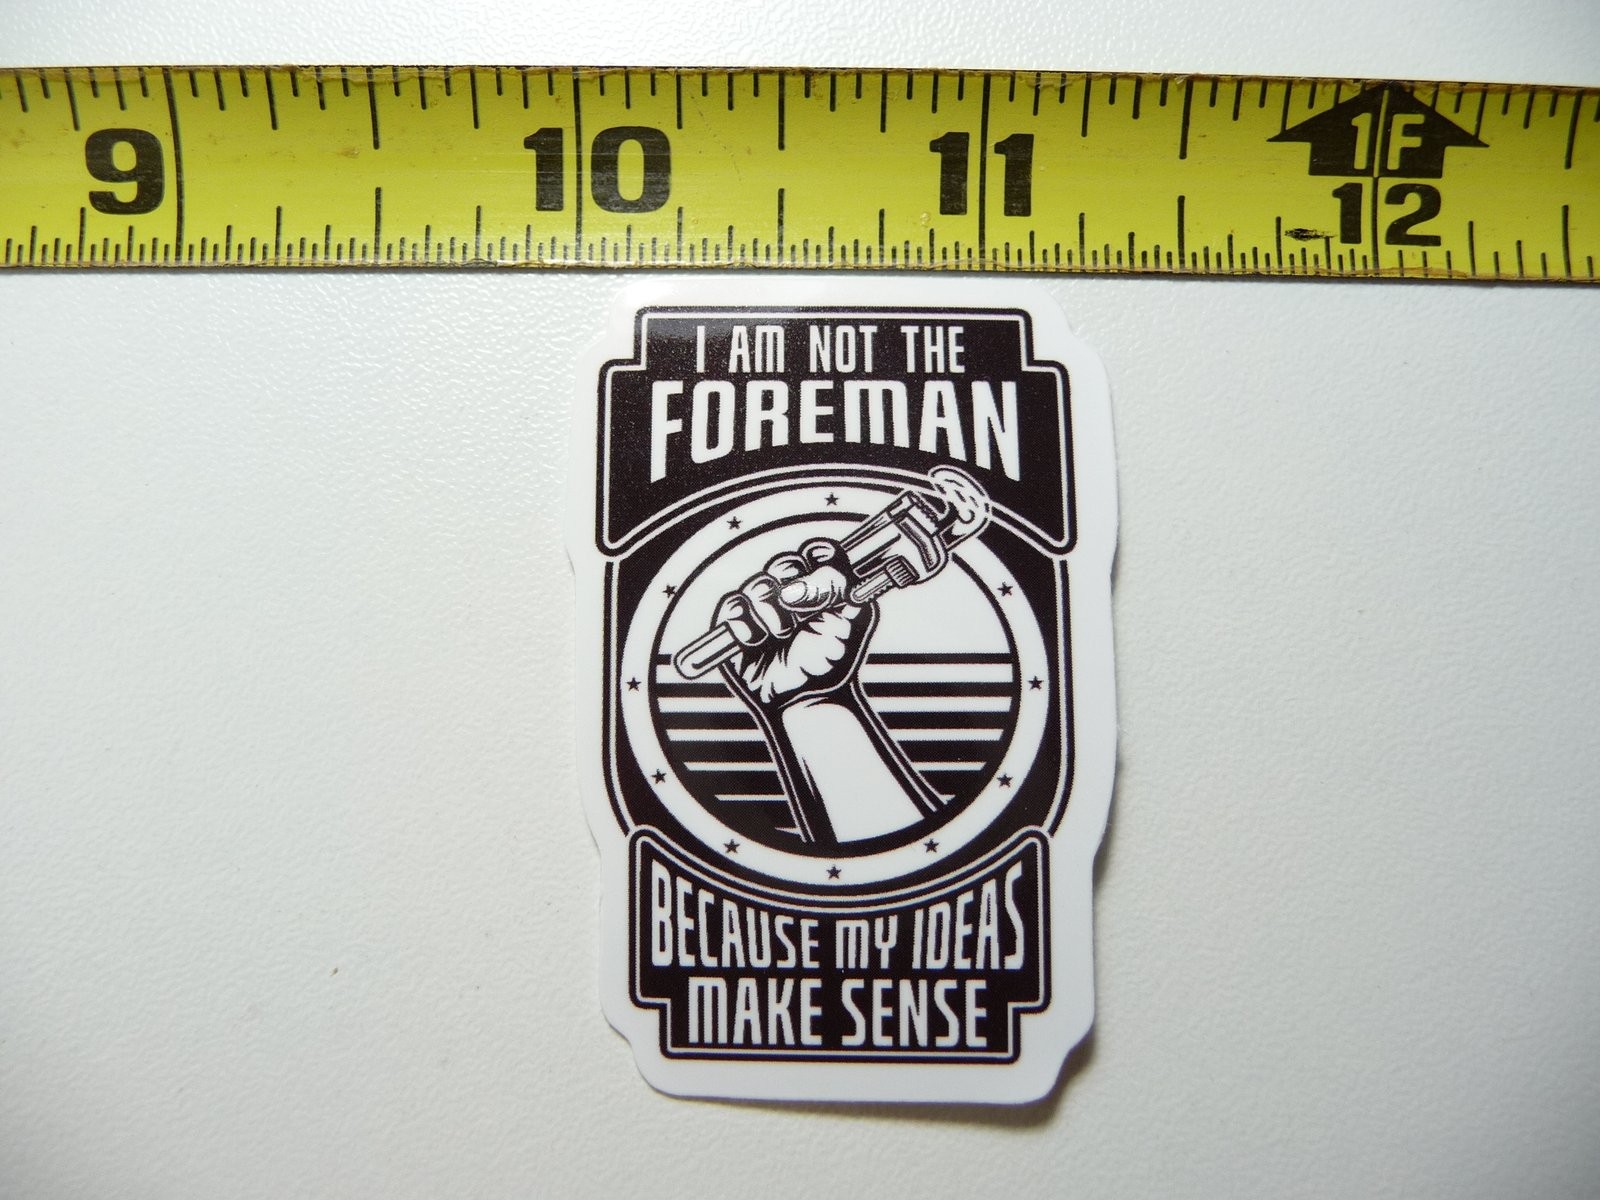 9 10 11 1F
12
I AM NOT THE
FOREMAN
BECAUSE MY IDEAS
MAKE SENSE